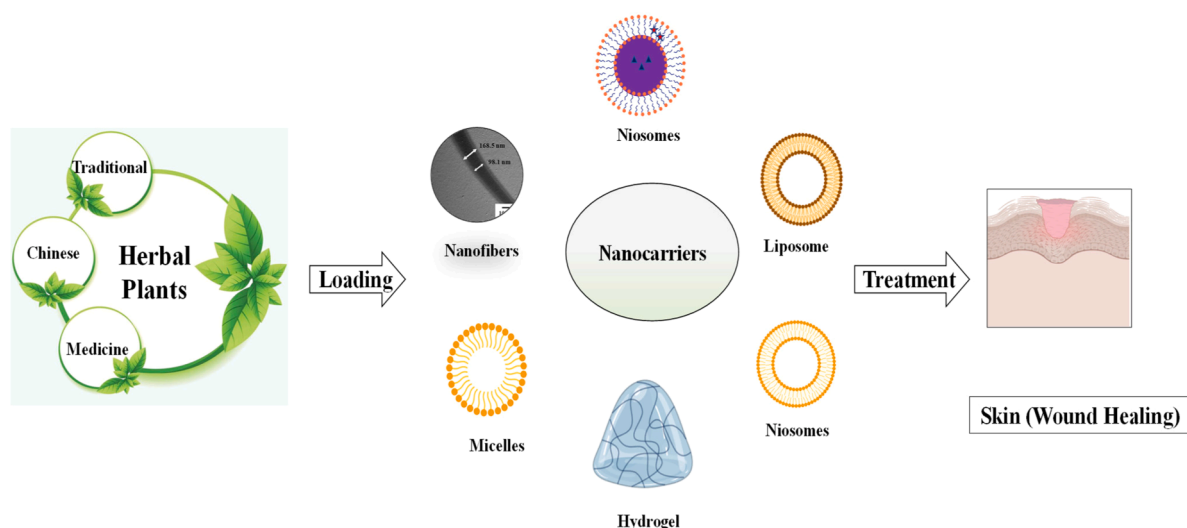 Traditional
Chinese
Medicine
Herbal
Plants
Loading
168.5 nm
98.1 nm
Nanofibers
Niosomes
Nanocarriers
Liposome
Micelles
Hydrogel
Niosomes
Treatment
Skin (Wound Healing)